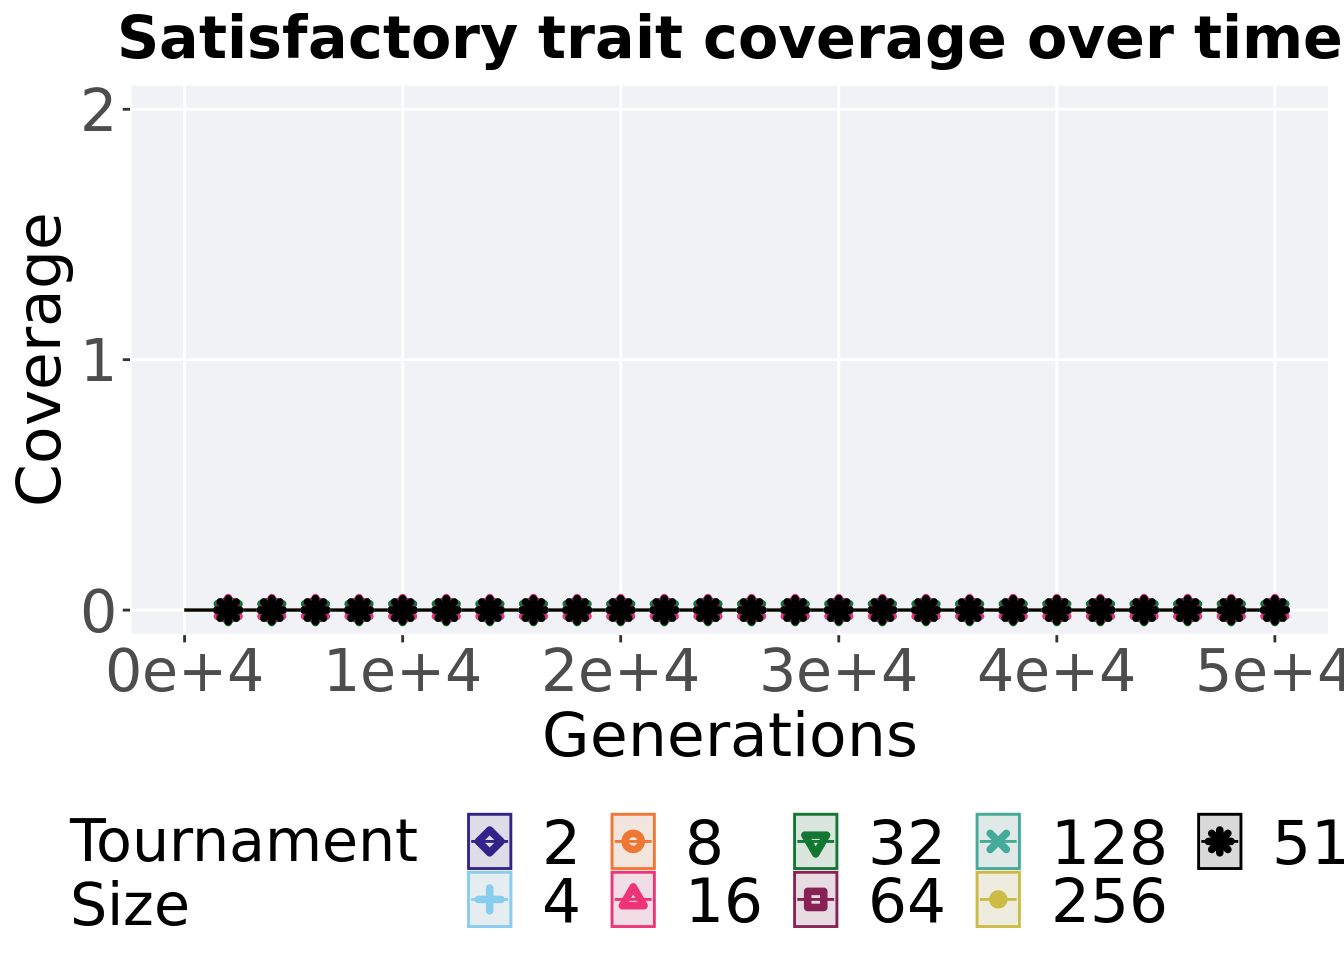 Satisfactory trait coverage over time
2
1
0
Coverage
0e+4 1e+4 2e+4 3e+4 4e+4 5e+4
Generations
Tournament
Size
2 8 32 128 51
4 16 64 256